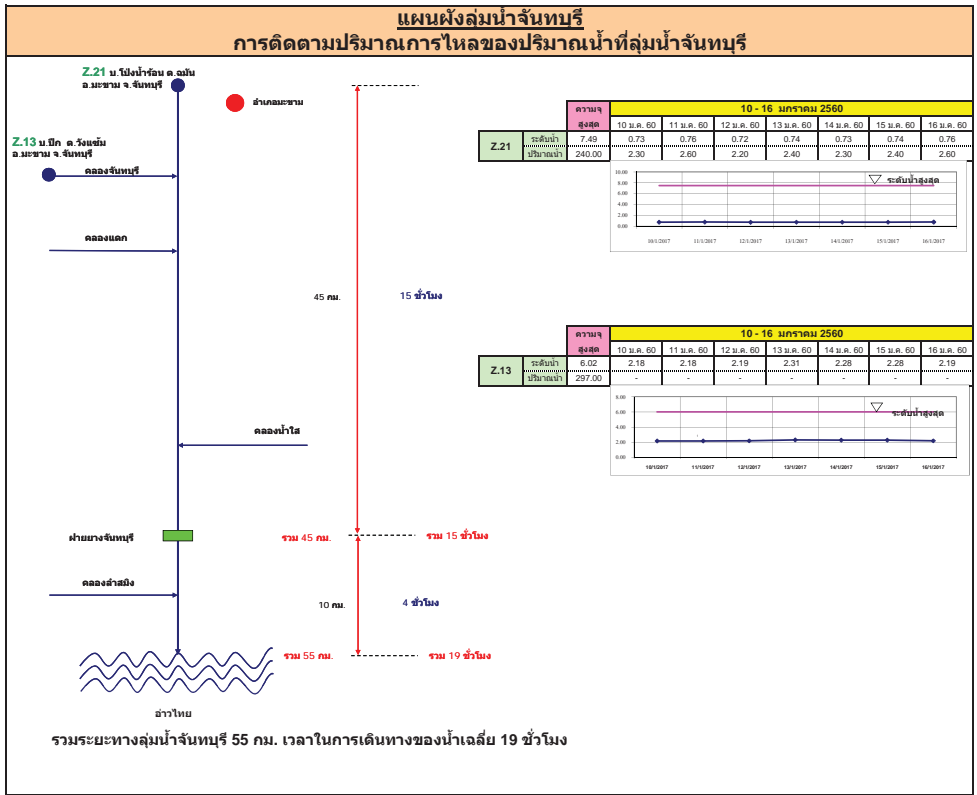 แผนผังลุ่มน้ำจันทบุรี
การติดตามปริมาณการไหลของปริมาณน้ำที่ลุ่มน้ำจันทบุรี
Z.21 บ.โป่งน้ำร้อน ต.ฉมัน
อ.มะขาม จ.จันทบุรี
อำเภอมะขาม
Z.13 บ.ปึก ต.วังแซ้ม
อ.มะขาม จ.จันทบุรี
คลองจันทบุรี
คลองแตก
45 กม.
15 ชั่วโมง
คลองน้ำใส
ฝายยางจันทบุรี
รวม 45 กม.
รวม 15 ชั่วโมง
คลองลำสมิง
10 กม.
4 ชั่วโมง
รวม 55 กม.
รวม 19 ชั่วโมง
อ่าวไทย
รวมระยะทางลุ่มน้ำจันทบุรี 55 กม. เวลาในการเดินทางของน้ำเฉลี่ย 19 ชั่วโมง
ความจุ 10 - 16 มกราคม 2560
สูงสุด 10 ม.ค. 60 11 ม.ค. 60 12 ม.ค. 60 13 ม.ค. 60 14 ม.ค. 60 15 ม.ค. 60 16 ม.ค. 60
Z.21
ระดับน้ำ 7.49 0.73 0.76 0.72 0.74 0.73 0.74 0.76
ปริมาณน้ำ 240.00 2.30 2.60 2.20 2.40 2.30 2.40 2.60
10.00
8.00
6.00
4.00
2.00
0.00
ระดับน้ำสูงสุด
10/1/2017 11/1/2017 12/1/2017 13/1/2017 14/1/2017 15/1/2017 16/1/2017
ความจุ 10 - 16 มกราคม 2560
สูงสุด 10 ม.ค. 60 11 ม.ค. 60 12 ม.ค. 60 13 ม.ค. 60 14 ม.ค. 60 15 ม.ค. 60 16 ม.ค. 60
Z.13
ระดับน้ำ 6.02 2.18 2.18 2.19 2.31 2.28 2.28 2.19
ปริมาณน้ำ 297.00 - - - - - - -
8.00
6.00
4.00
2.00
0.00
ระดับน้ำสูงสุด
10/1/2017 11/1/2017 12/1/2017 13/1/2017 14/1/2017 15/1/2017 16/1/2017